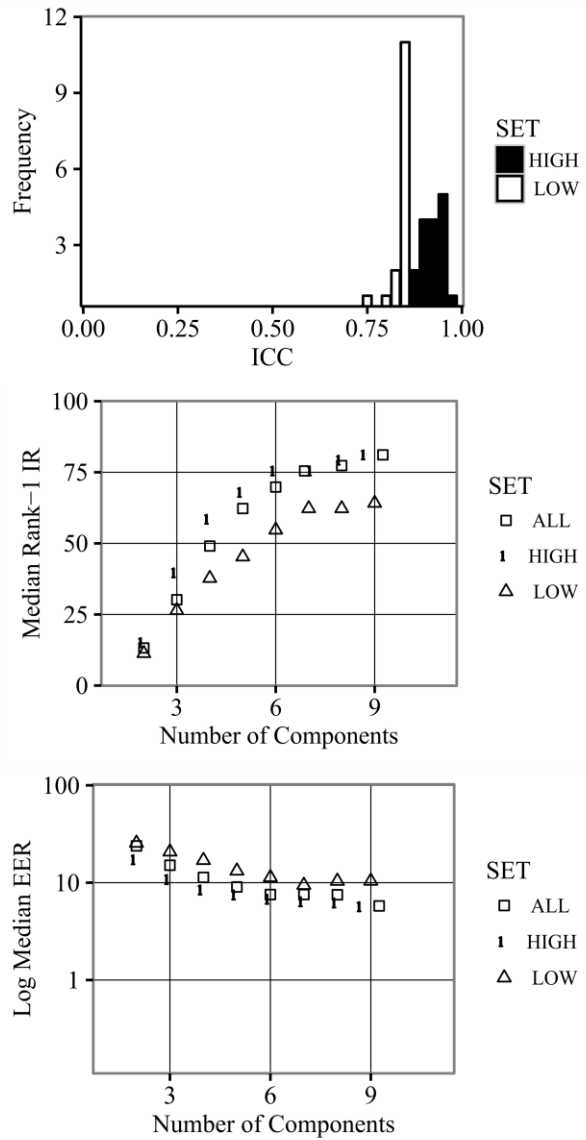 12
9
6
3
Frequency
0.00 0.25 0.50 0.75 1.00
ICC
SET
HIGH
LOW
100
75
50
25
0
Median Rank−1 IR
3 6 9
Number of Components
SET
ALL
1 HIGH
LOW
100
10
1
Log Median EER
3 6 9
Number of Components
SET
ALL
1 HIGH
LOW